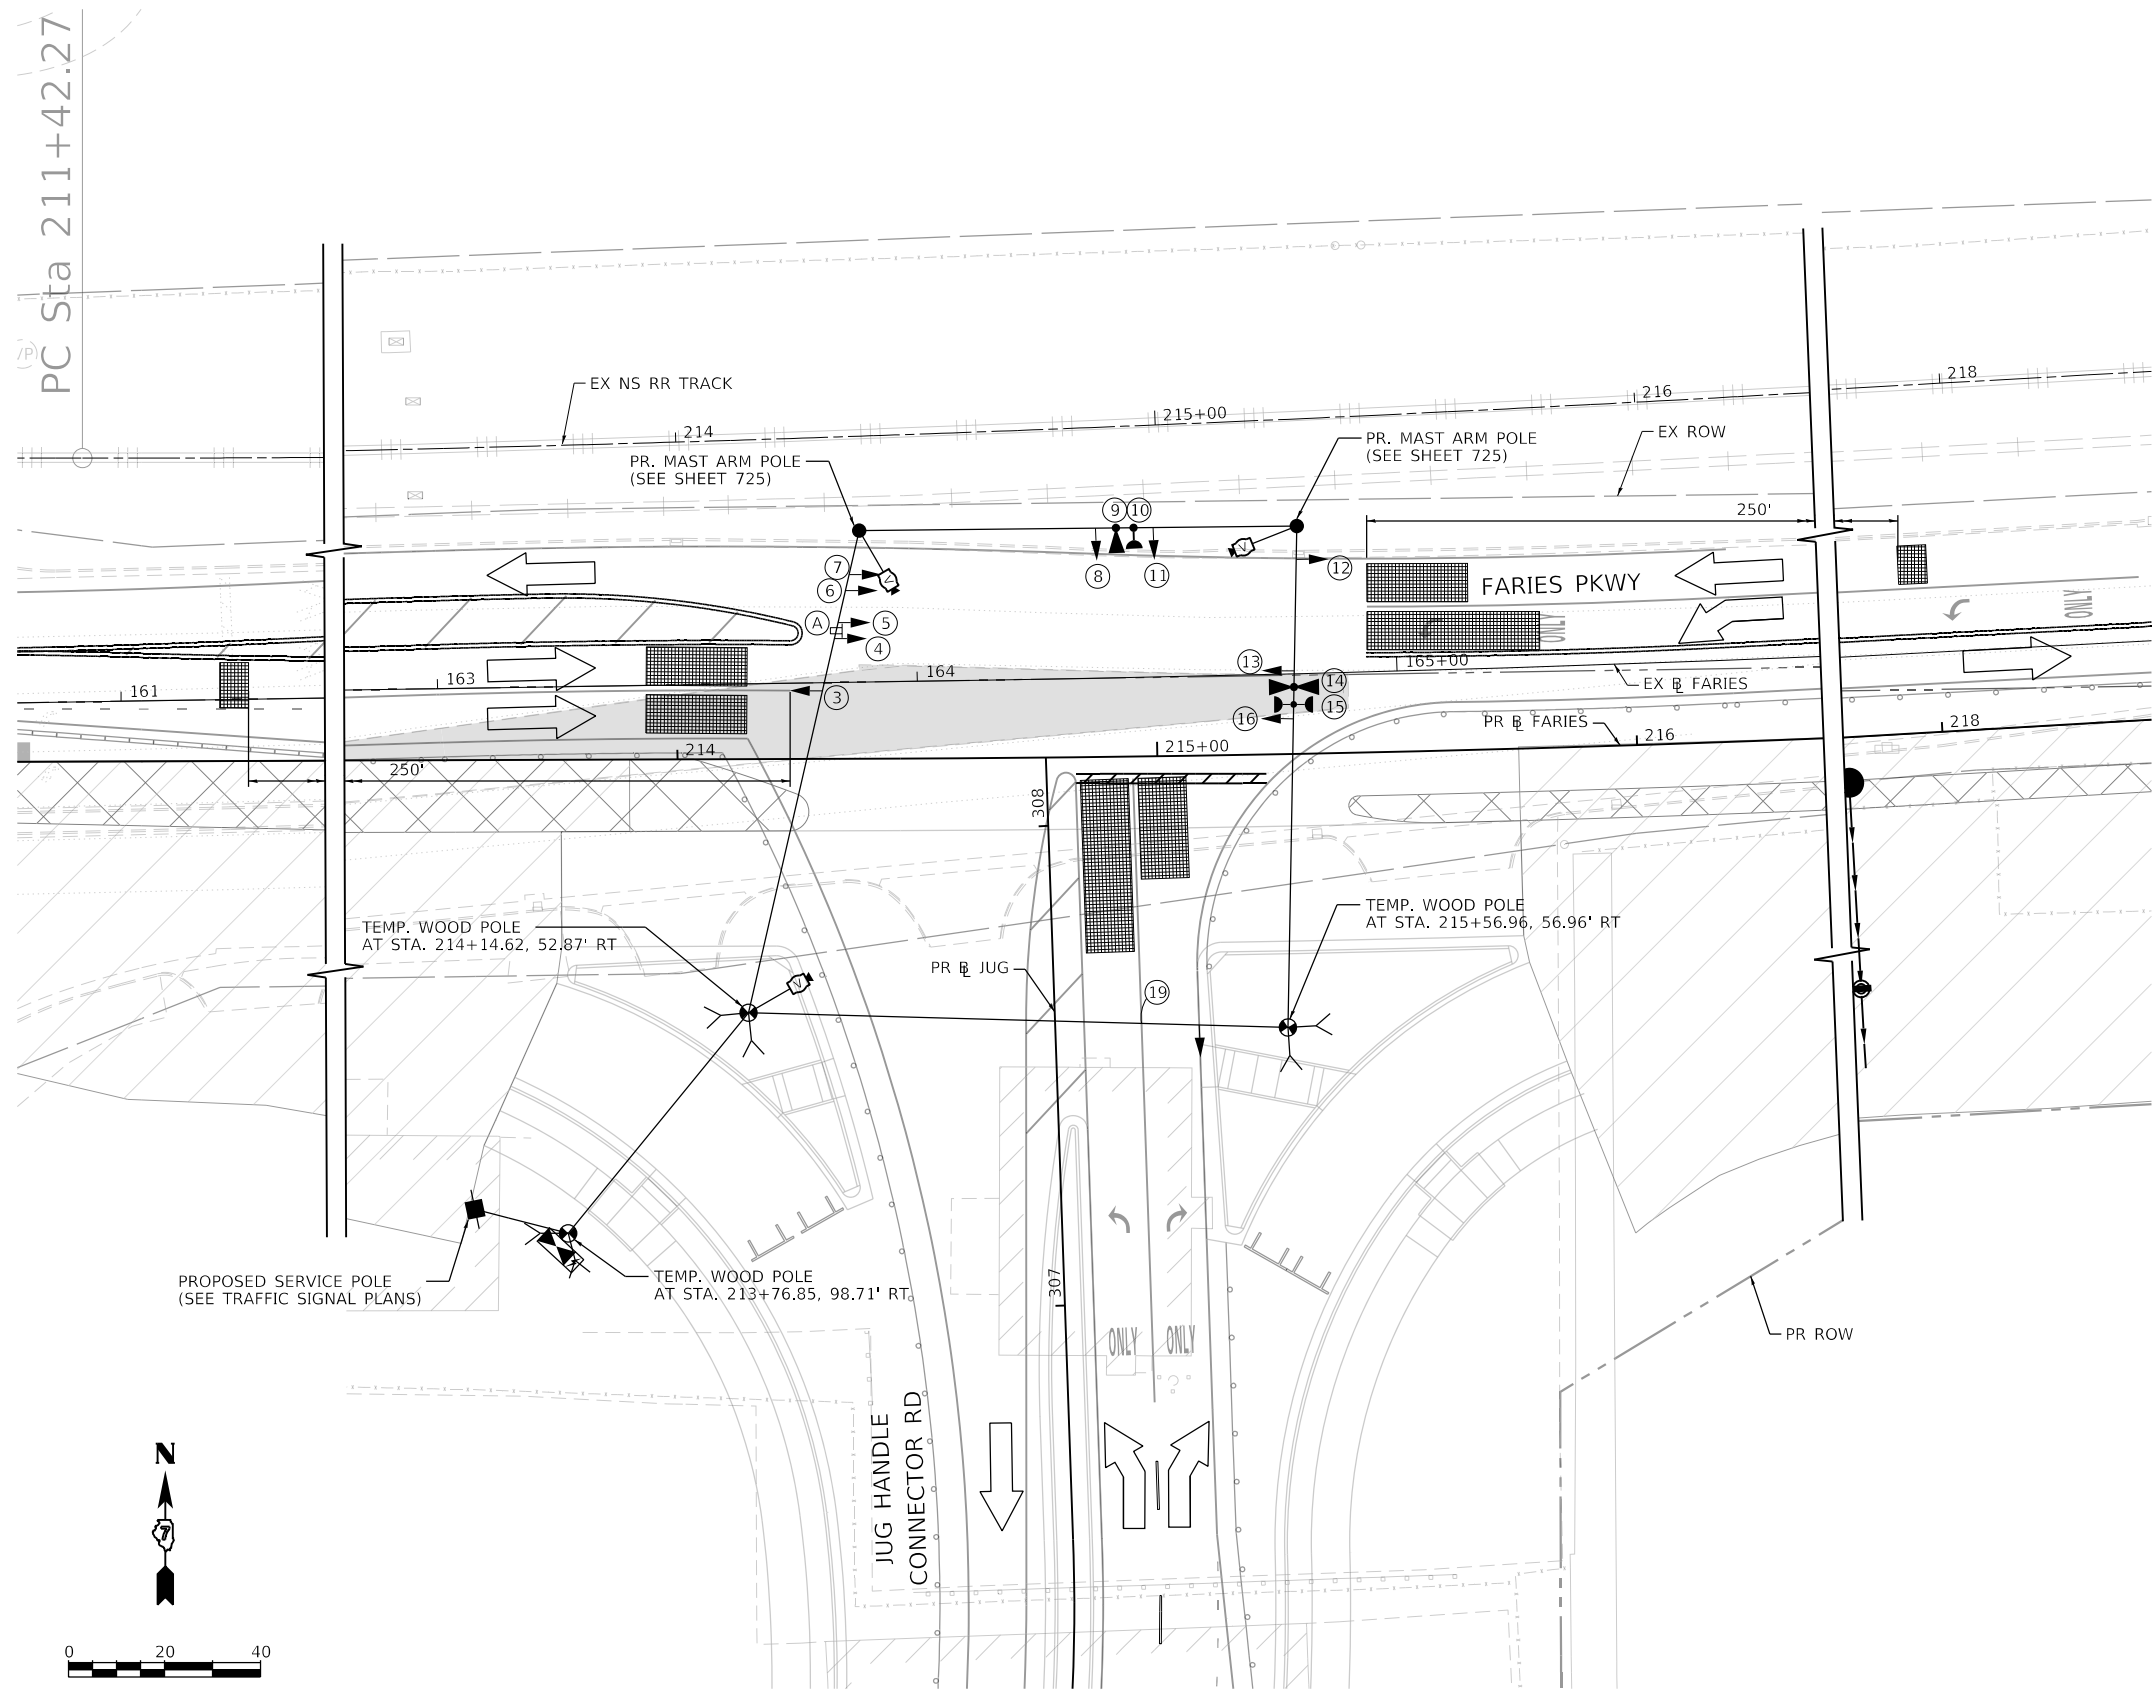 PC Sta 211+42.27
/P)
EX NS RR TRACK
218
216
215+00
214
EX ROW
PR. MAST ARM POLE
(SEE SHEET 725)
PR. MAST ARM POLE
(SEE SHEET 725)
250'
9
10
V
7
8
11
12
V
6
FARIES PKWY
A
5
4
ONLY
ONLY
13
165+00
164
163
161
14
EX BL FARIES
3
15
16
PR BL FARIES
218
216
215+00
214
250'
308
TEMP. WOOD POLE
AT STA. 214+14.62, 52.87' RT
TEMP. WOOD POLE
AT STA. 215+56.96, 56.96' RT
PR BL JUG
V
19
PROPOSED SERVICE POLE
(SEE TRAFFIC SIGNAL PLANS)
TEMP. WOOD POLE
AT STA. 213+76.85, 98.71' RT
307
ONLY
ONLY
PR ROW
JUG HANDLE
CONNECTOR RD
N
7
0
20
40